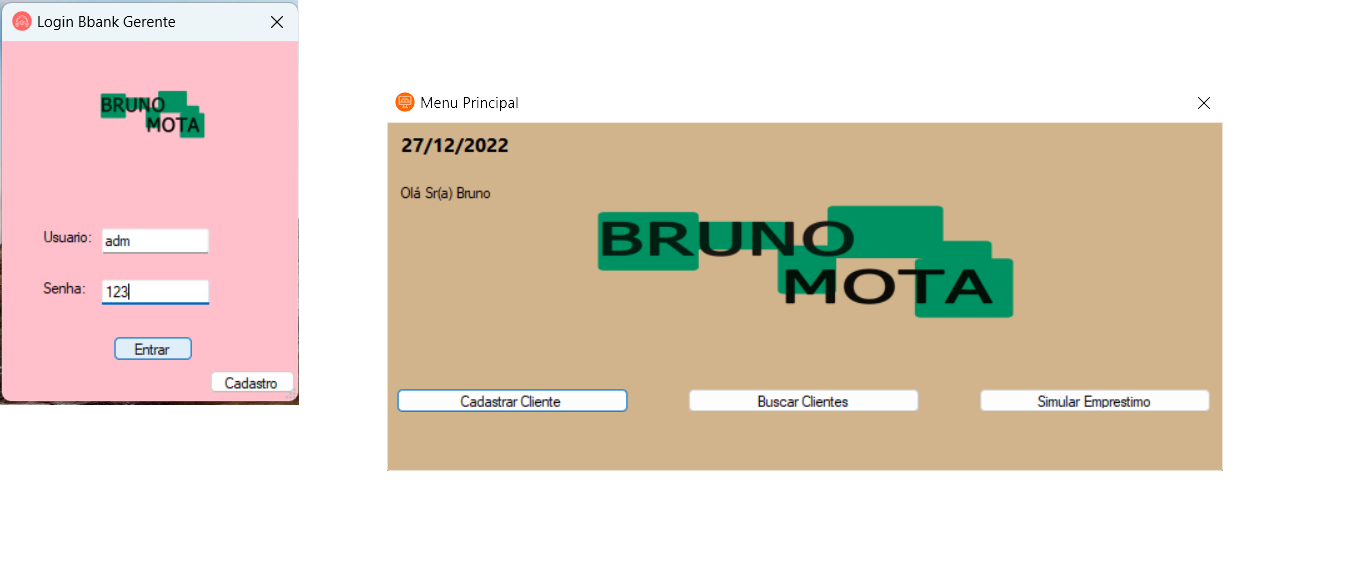 Login Bbank Gerente
BRUNO
MOTA
Usuario: adm
Senha: 123
Entrar
Cadastro
Menu Principal
27/12/2022
Olá Sr(a) Bruno
BRUNO
MOTA
Cadastrar Cliente
Buscar Clientes
Simular Emprestimo